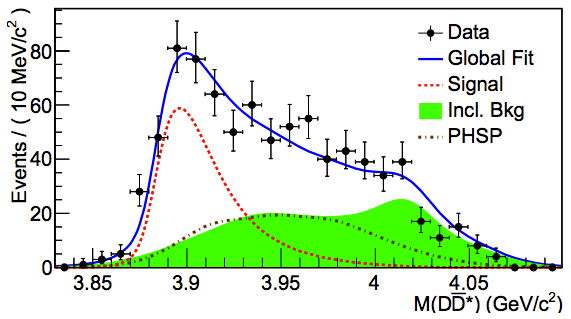 Events / ( 10 MeV/c² )
80
60
40
20
0
Data
Global Fit
Signal
Incl. Bkg
PHSP
3.85 3.9 3.95 4 4.05
M(DD̅*) (GeV/c²)